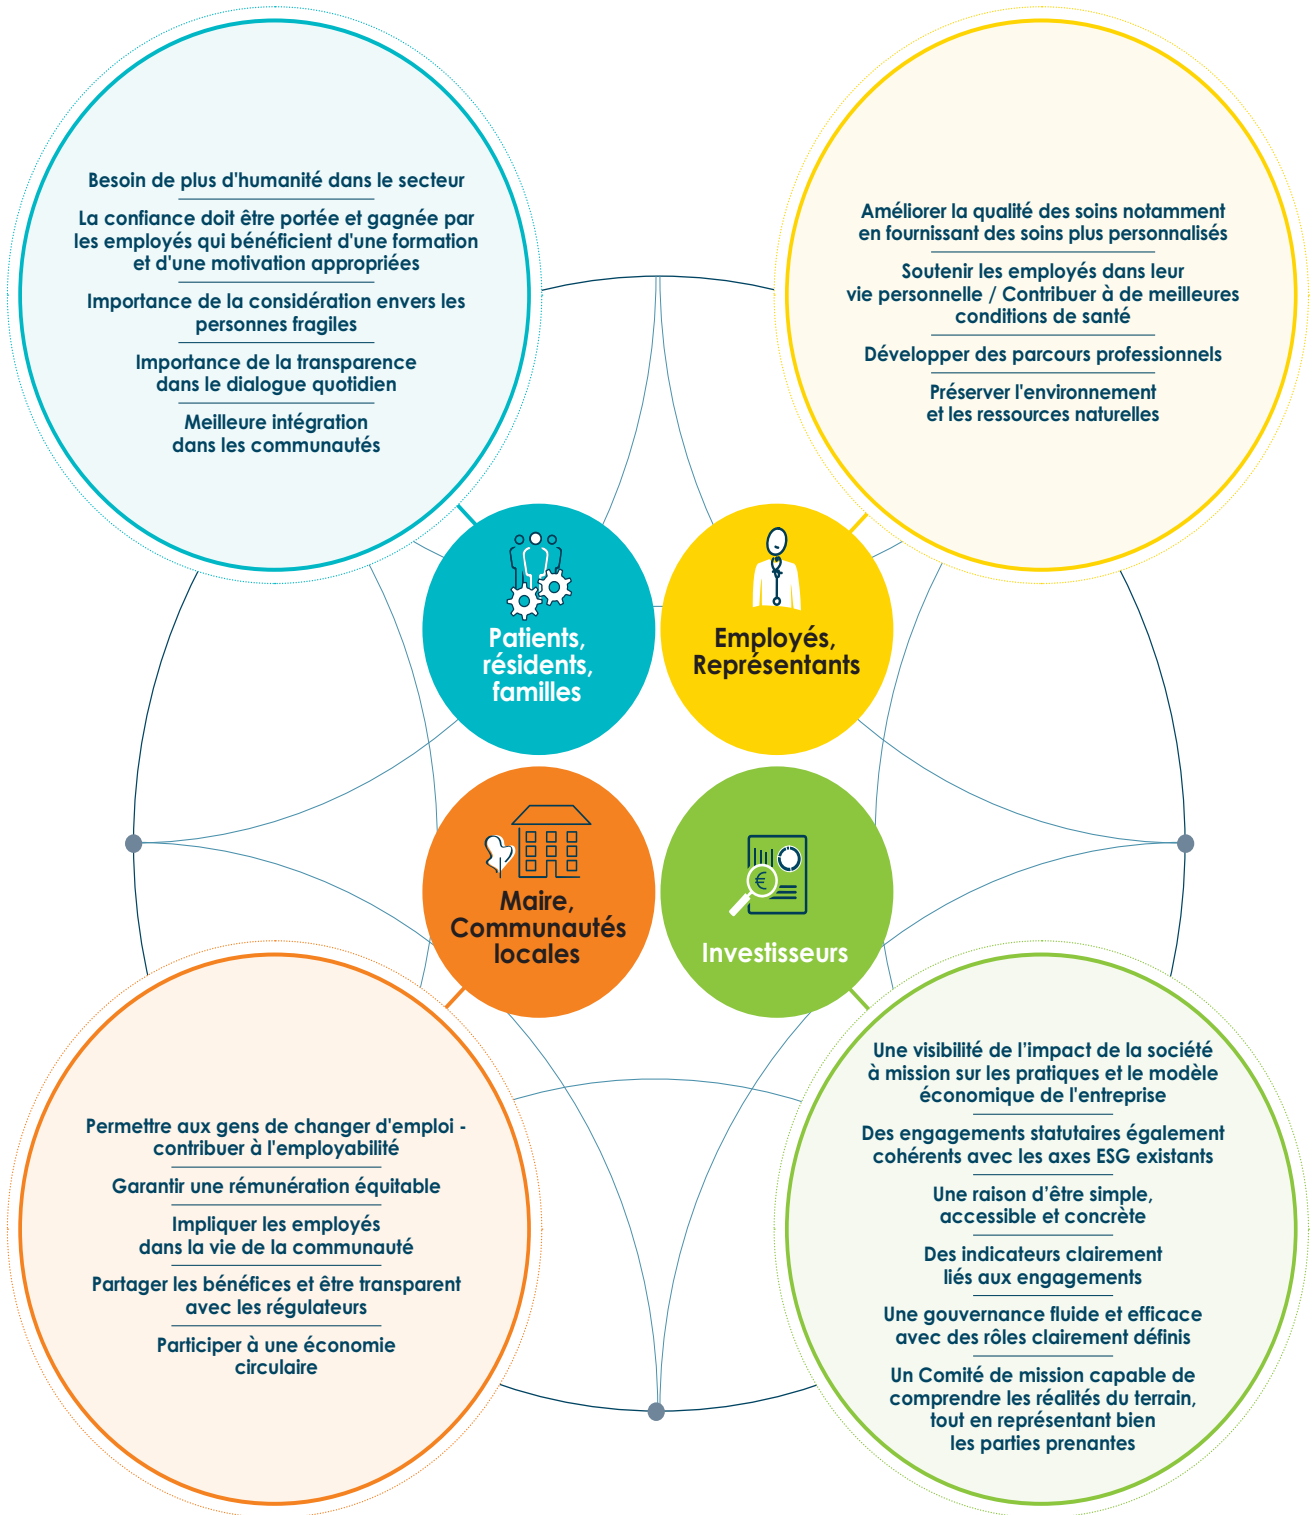 Besoin de plus d'humanité dans le secteur
La confiance doit être portée et gagnée par
les employés qui bénéficient d'une formation
et d'une motivation appropriées
Importance de la considération envers les
personnes fragiles
Importance de la transparence
dans le dialogue quotidien
Meilleure intégration
dans les communautés
Améliorer la qualité des soins notamment
en fournissant des soins plus personnalisés
Soutenir les employés dans leur
vie personnelle / Contribuer à de meilleures
conditions de santé
Développer des parcours professionnels
Préserver l'environnement
et les ressources naturelles
Patients,
résidents,
familles
Employés,
Représentants
Maire,
Communautés
locales
€
Investisseurs
Permettre aux gens de changer d'emploi -
contribuer à l'employabilité
Garantir une rémunération équitable
Impliquer les employés
dans la vie de la communauté
Partager les bénéfices et être transparent
avec les régulateurs
Participer à une économie
circulaire
Une visibilité de l’impact de la société
à mission sur les pratiques et le modèle
économique de l'entreprise
Des engagements statutaires également
cohérents avec les axes ESG existants
Une raison d’être simple,
accessible et concrète
Des indicateurs clairement
liés aux engagements
Une gouvernance fluide et efficace
avec des rôles clairement définis
Un Comité de mission capable de
comprendre les réalités du terrain,
tout en représentant bien
les parties prenantes